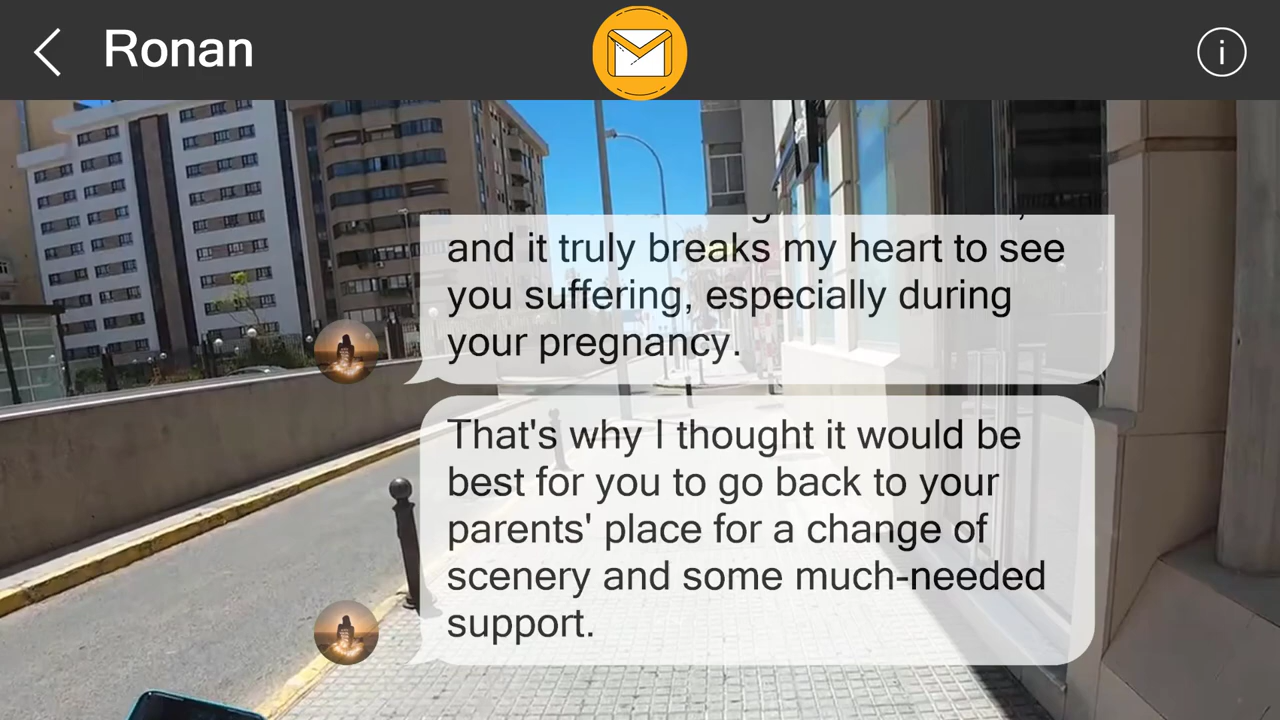 Ronan
and it truly breaks my heart to see
you suffering, especially during
your pregnancy.
That's why I thought it would be
best for you to go back to your
parents' place for a change of
scenery and some much-needed
support.